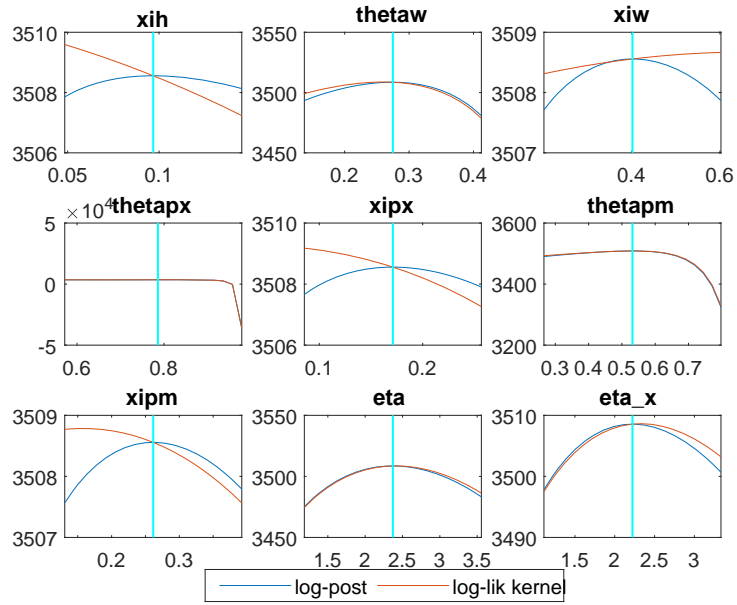 xih thetaw xiw
3510 3550 3509
3508 3500 3508
3506 3450 3507
0.05 0.1 0.2 0.3 0.4 0.2 0.4 0.6
×10⁴ thetapx xipx thetapm
5 3510 3600
0 3508 3400
-5 3506 3200
0.6 0.8 0.1 0.2 0.3 0.4 0.5 0.6 0.7
xipm eta eta_x
3509 3550 3510
3508 3500 3500
3507 3450 3490
0.2 0.3 1.5 2 2.5 3 3.5 1.5 2 2.5 3
log-post log-lik kernel